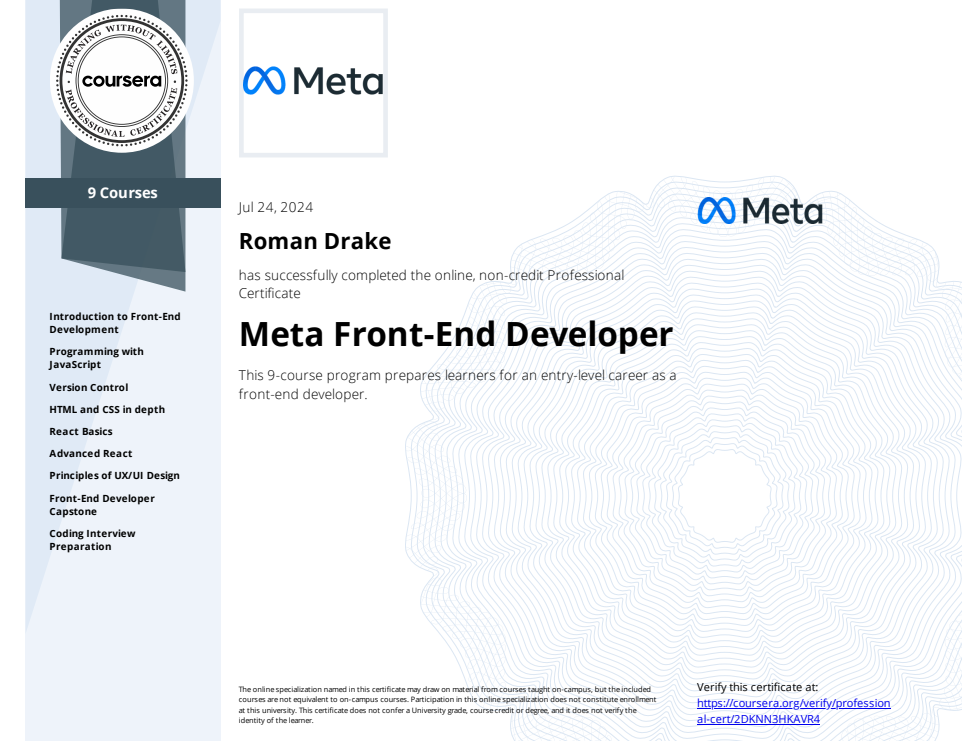 LEARNING WITHOUT LIMITS
coursera
PROFESSIONAL CERTIFICATE
9 Courses
Introduction to Front-End
Development
Programming with
JavaScript
Version Control
HTML and CSS in depth
React Basics
Advanced React
Principles of UX/UI Design
Front-End Developer
Capstone
Coding Interview
Preparation
Meta
Jul 24, 2024
Roman Drake
has successfully completed the online, non-credit Professional
Certificate
Meta Front-End Developer
This 9-course program prepares learners for an entry-level career as a
front-end developer.
Meta
The online specialization named in this certificate may draw on material from courses taught on-campus, but the included
courses are not equivalent to on-campus courses. Participation in this online specialization does not constitute enrollment
at this university. This certificate does not confer a University grade, course credit or degree, and it does not verify the
identity of the learner.
Verify this certificate at:
https://coursera.org/verify/profession
al-cert/2DKNN3HKAVR4